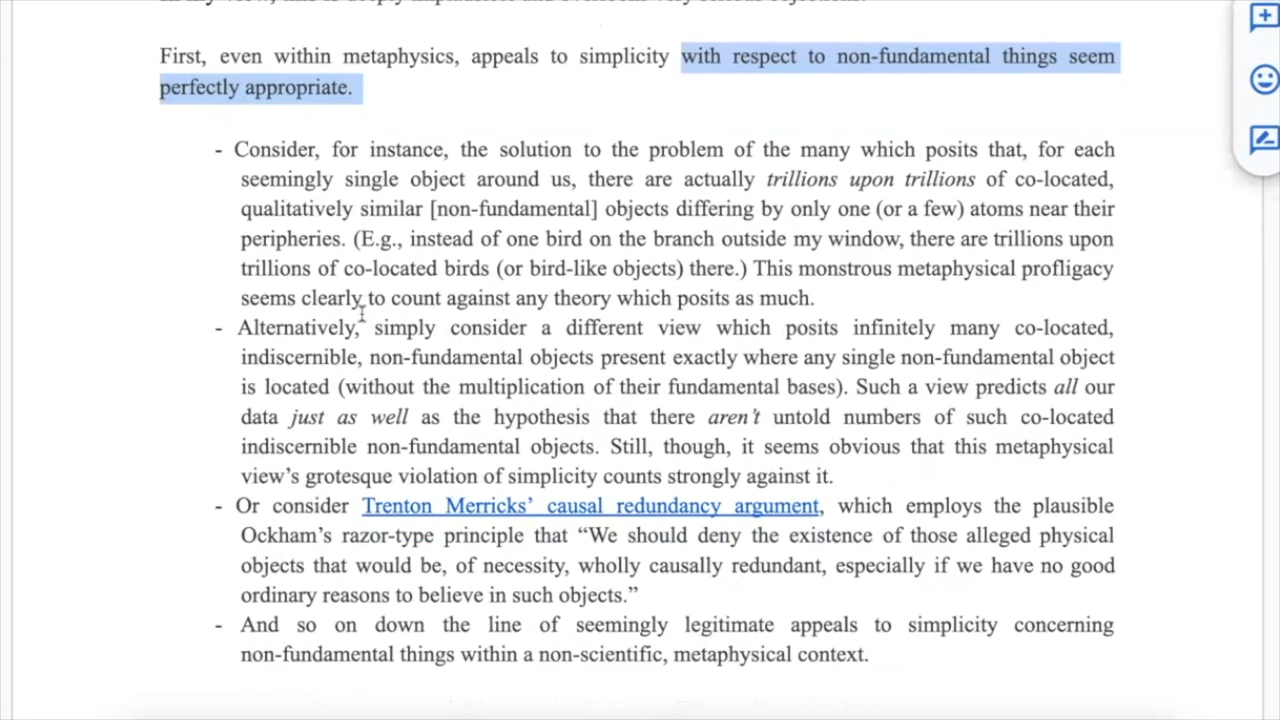 First, even within metaphysics, appeals to simplicity with respect to non-fundamental things seem
perfectly appropriate.
- Consider, for instance, the solution to the problem of the many which posits that, for each
seemingly single object around us, there are actually trillions upon trillions of co-located,
qualitatively similar [non-fundamental] objects differing by only one (or a few) atoms near their
peripheries. (E.g., instead of one bird on the branch outside my window, there are trillions upon
trillions of co-located birds (or bird-like objects) there.) This monstrous metaphysical profligacy
seems clearly to count against any theory which posits as much.
- Alternatively, simply consider a different view which posits infinitely many co-located,
indiscernible, non-fundamental objects present exactly where any single non-fundamental object
is located (without the multiplication of their fundamental bases). Such a view predicts all our
data just as well as the hypothesis that there aren't untold numbers of such co-located
indiscernible non-fundamental objects. Still, though, it seems obvious that this metaphysical
view's grotesque violation of simplicity counts strongly against it.
- Or consider Trenton Merricks' causal redundancy argument, which employs the plausible
Ockham's razor-type principle that “We should deny the existence of those alleged physical
objects that would be, of necessity, wholly causally redundant, especially if we have no good
ordinary reasons to believe in such objects.”
- And so on down the line of seemingly legitimate appeals to simplicity concerning
non-fundamental things within a non-scientific, metaphysical context.